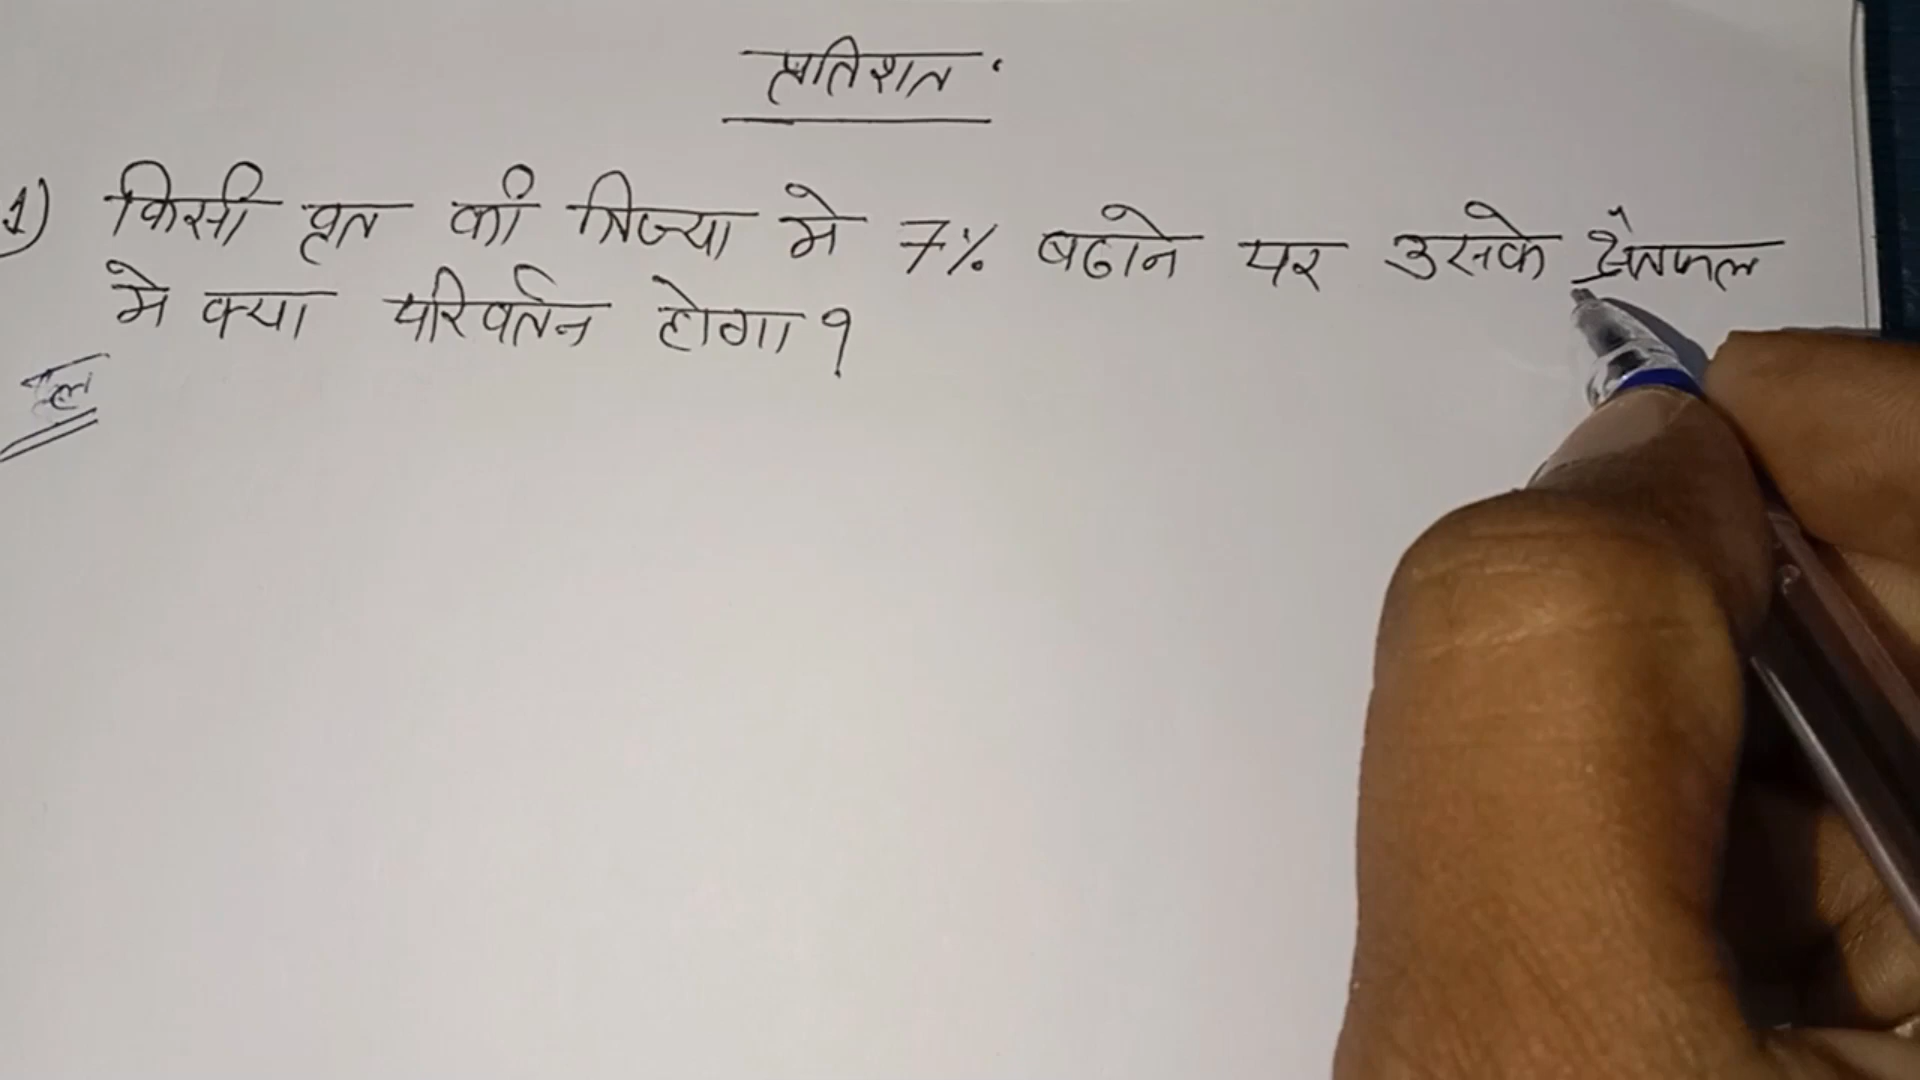 प्रतिशत
1) किसी वृत की त्रिज्या मे 7% बढाने पर उसके क्षेत्रफल
मे क्या परिवर्तन होगा ?
हल